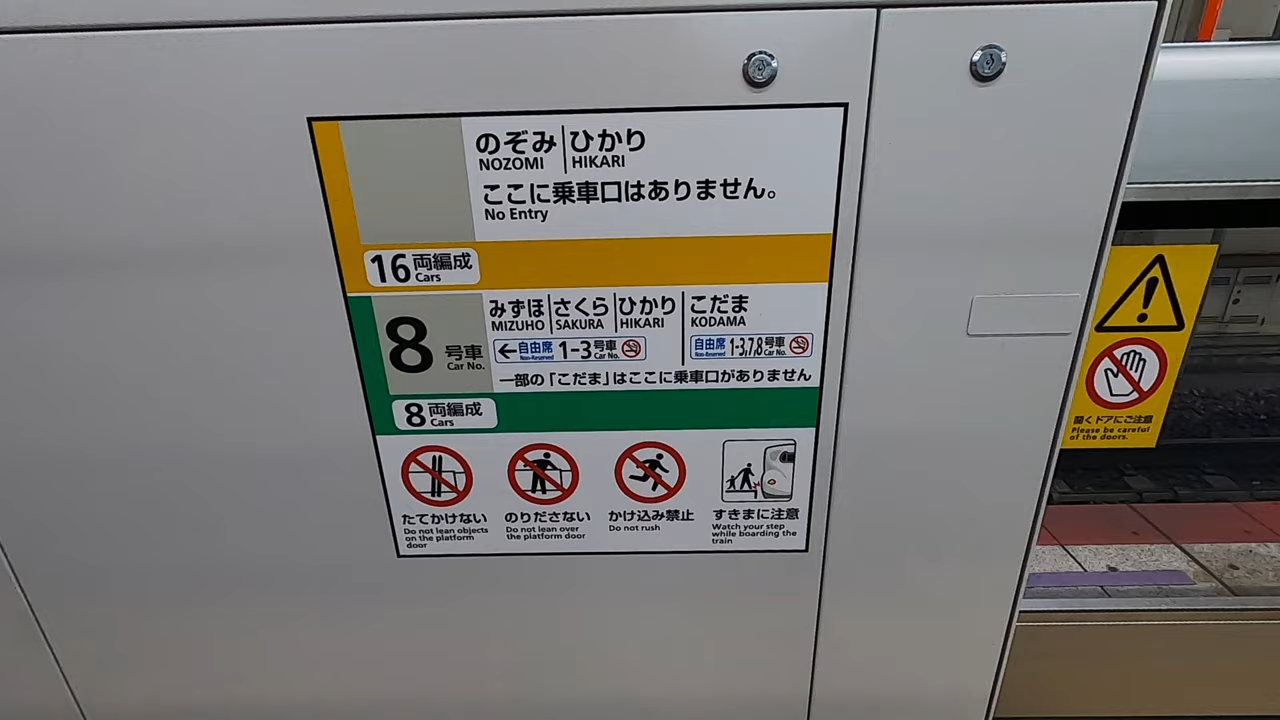 のぞみ ひかり
NOZOMI HIKARI
ここに乗車口はありません。
No Entry
16両編成
Cars
みずほ さくら ひかり こだま
MIZUHO SAKURA HIKARI KODAMA
8 号車
Car No.
←自由席 1-3号車
Non-Reserved Car No.
自由席 1-3,7,8号車
Non-Reserved Car No.
一部の「こだま」はここに乗車口がありません
8両編成
Cars
たてかけない
Do not lean objects
on the platform
door
のりださない
Do not lean over
the platform door
かけ込み禁止
Do not rush
すきまに注意
Watch your step
while boarding the
train
開くドアにご注意
Please be careful
of the doors.